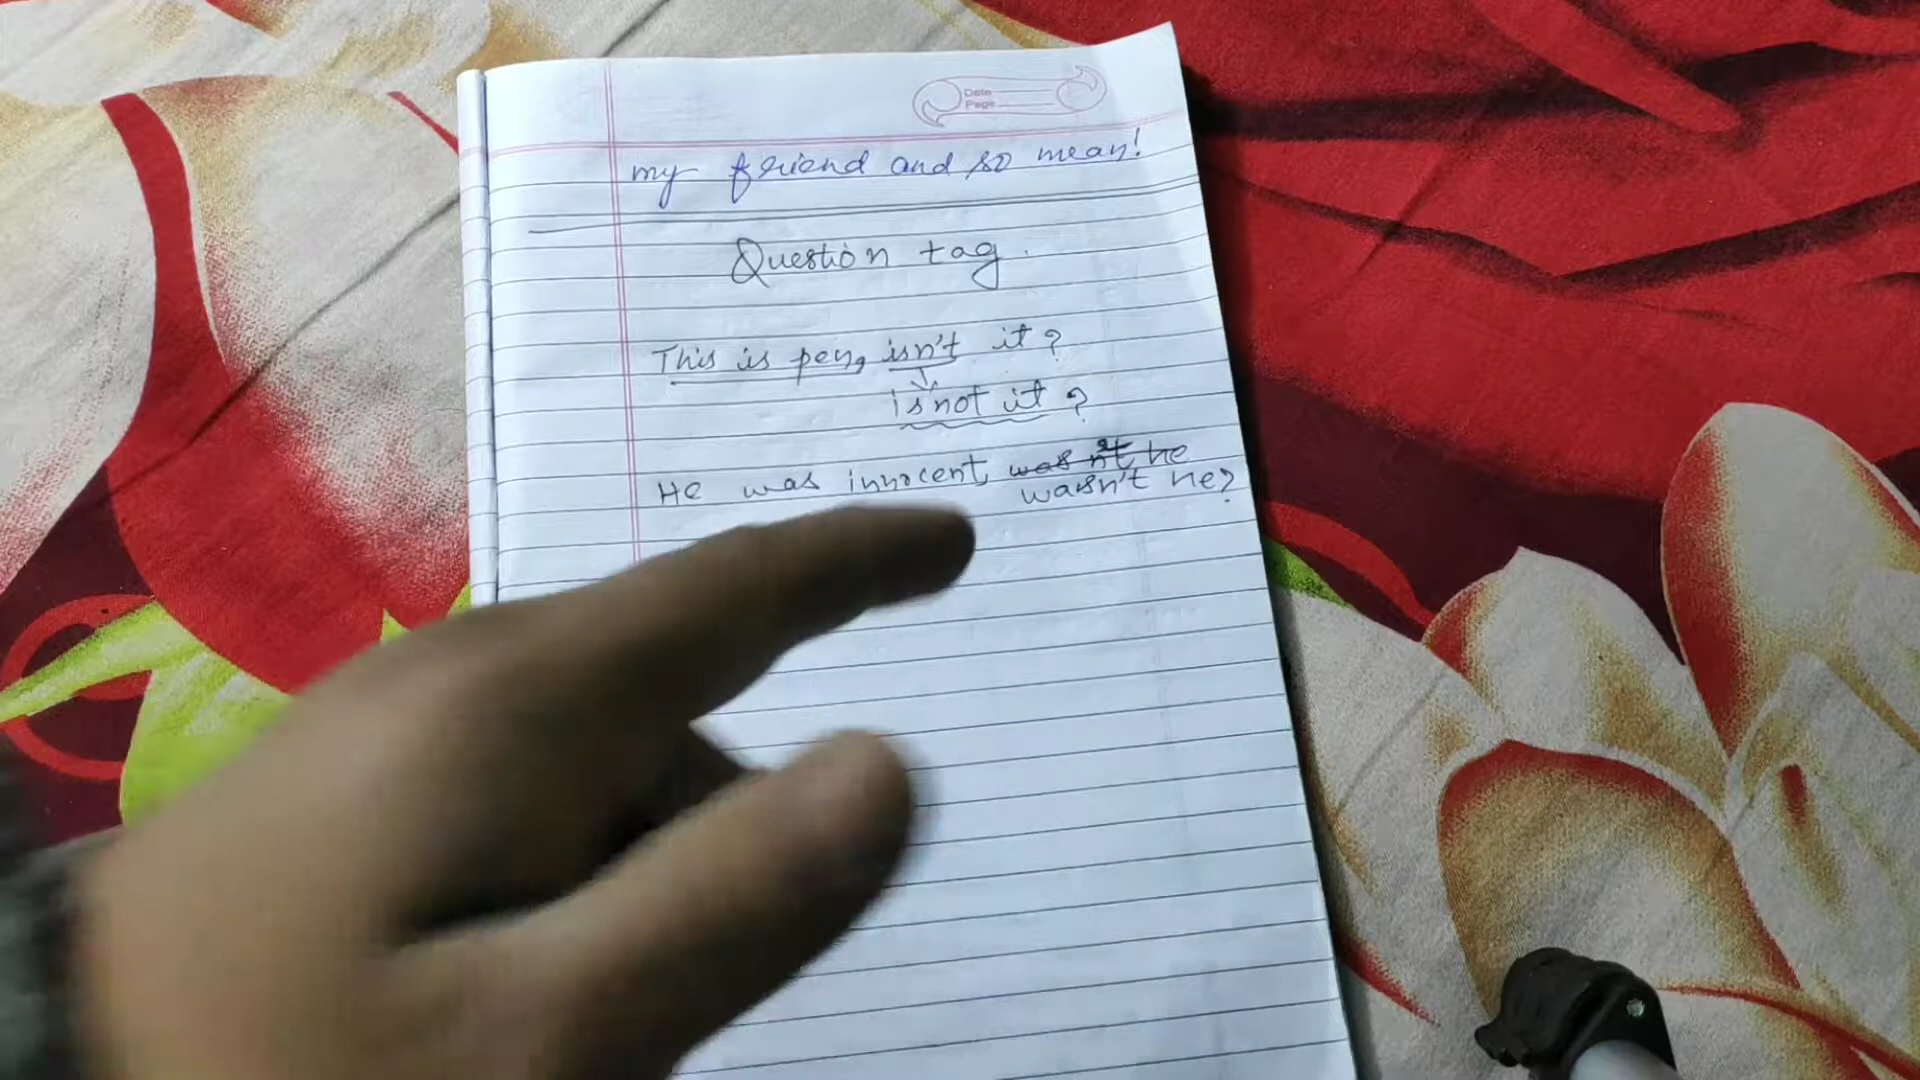 Date
Page
my friend and so mean!
Question tag.
This is pen, isn't it?
is not it?
He was innocent, was n't he
wasn't he?